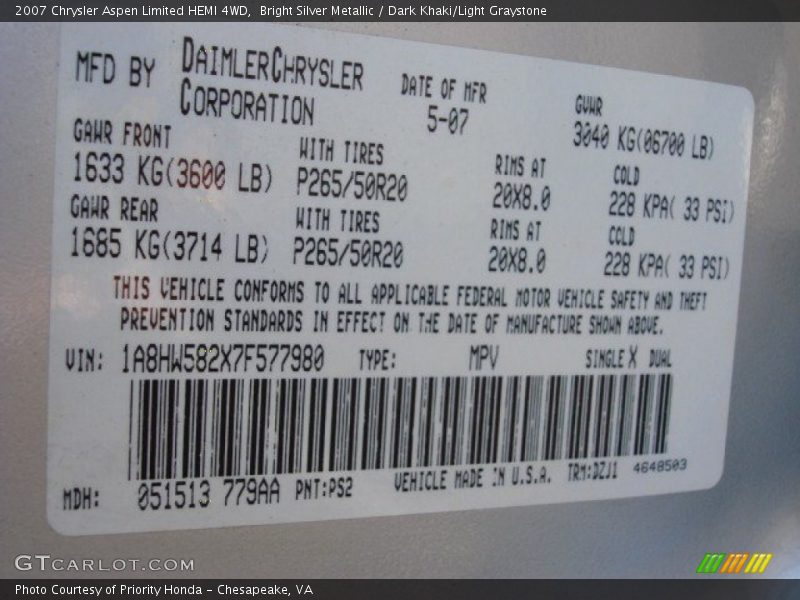 2007 Chrysler Aspen Limited HEMI 4WD,  Bright Silver Metallic / Dark Khaki/Light Graystone
MFD BY DAIMLERCHRYSLER CORPORATION DATE OF MFR 5-07 GVWR 3040 KG(06700 LB)
GAWR FRONT WITH TIRES RIMS AT COLD
1633 KG(3600 LB) P265/50R20 20X8.0 228 KPA( 33 PSI)
GAWR REAR WITH TIRES RIMS AT COLD
1685 KG(3714 LB) P265/50R20 20X8.0 228 KPA( 33 PSI)
THIS VEHICLE CONFORMS TO ALL APPLICABLE FEDERAL MOTOR VEHICLE SAFETY AND THEFT
PREVENTION STANDARDS IN EFFECT ON THE DATE OF MANUFACTURE SHOWN ABOVE.
VIN: 1A8HW582X7F577980 TYPE: MPV SINGLE X DUAL
MDH: 051513 779AA PNT:PS2 VEHICLE MADE IN U.S.A. TRM:DZJ1 4648503
GTCARLOT.COM
Photo Courtesy of Priority Honda - Chesapeake, VA